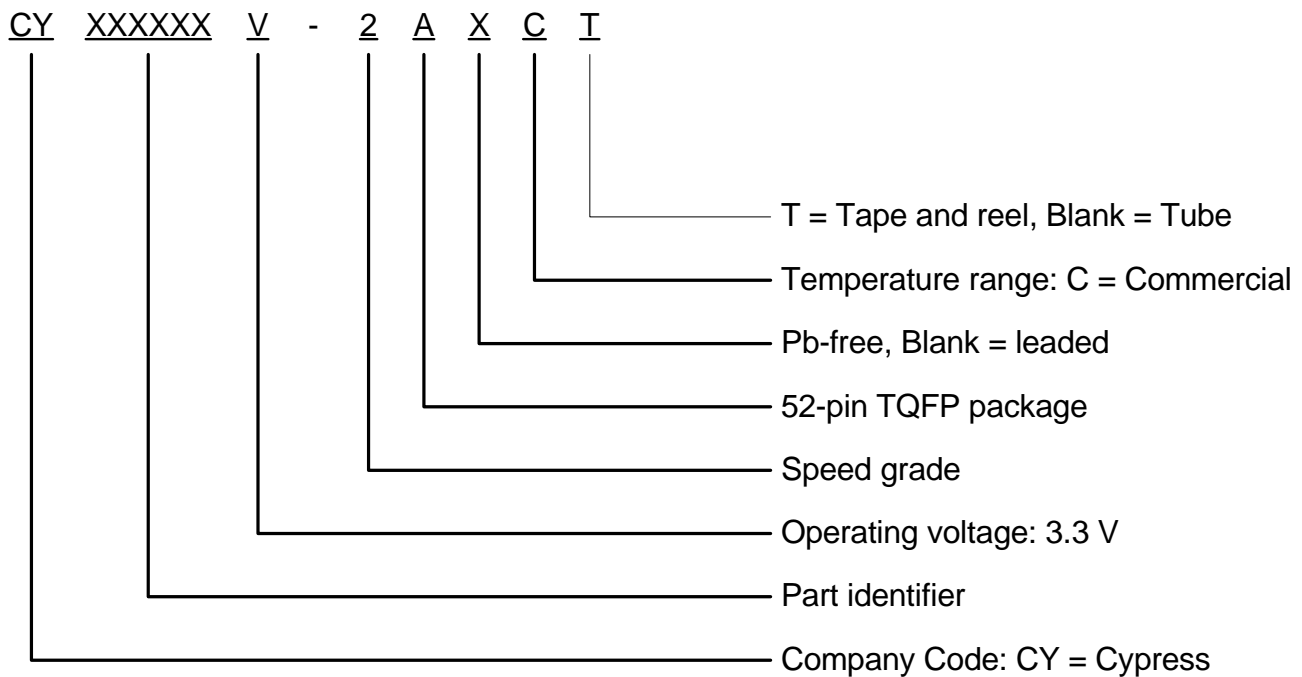 CY XXXXXX V - 2 A X C T
T = Tape and reel, Blank = Tube
Temperature range: C = Commercial
Pb-free, Blank = leaded
52-pin TQFP package
Speed grade
Operating voltage: 3.3 V
Part identifier
Company Code: CY = Cypress